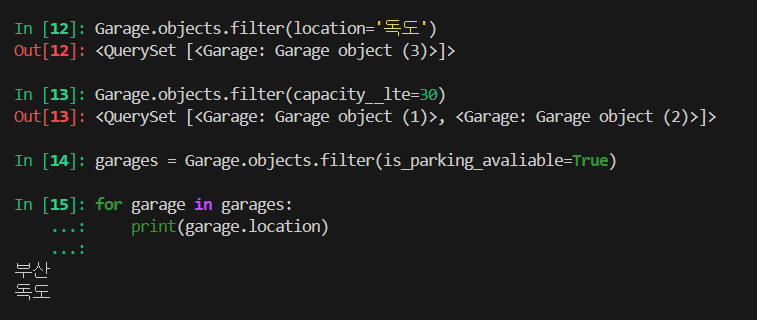 In [12]: Garage.objects.filter(location='독도')
Out[12]: <QuerySet [<Garage: Garage object (3)>]>
In [13]: Garage.objects.filter(capacity__lte=30)
Out[13]: <QuerySet [<Garage: Garage object (1)>, <Garage: Garage object (2)>]>
In [14]: garages = Garage.objects.filter(is_parking_avaliable=True)
In [15]: for garage in garages:
...: print(garage.location)
...:
부산
독도